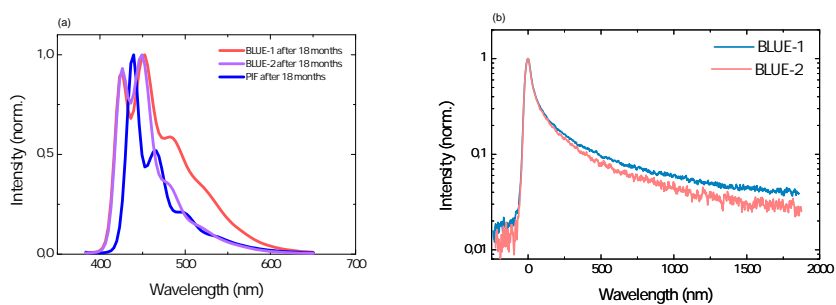 (a)
BLUE-1 after 18 months
BLUE-2 after 18 months
PIF after 18 months
1,0
0,5
0,0
400
500
600
700
Intensity (norm.)
Wavelength (nm)
(b)
BLUE-1
BLUE-2
1
0,1
0,01
0
500
1000
1500
2000
Intensity (norm.)
Wavelength (nm)